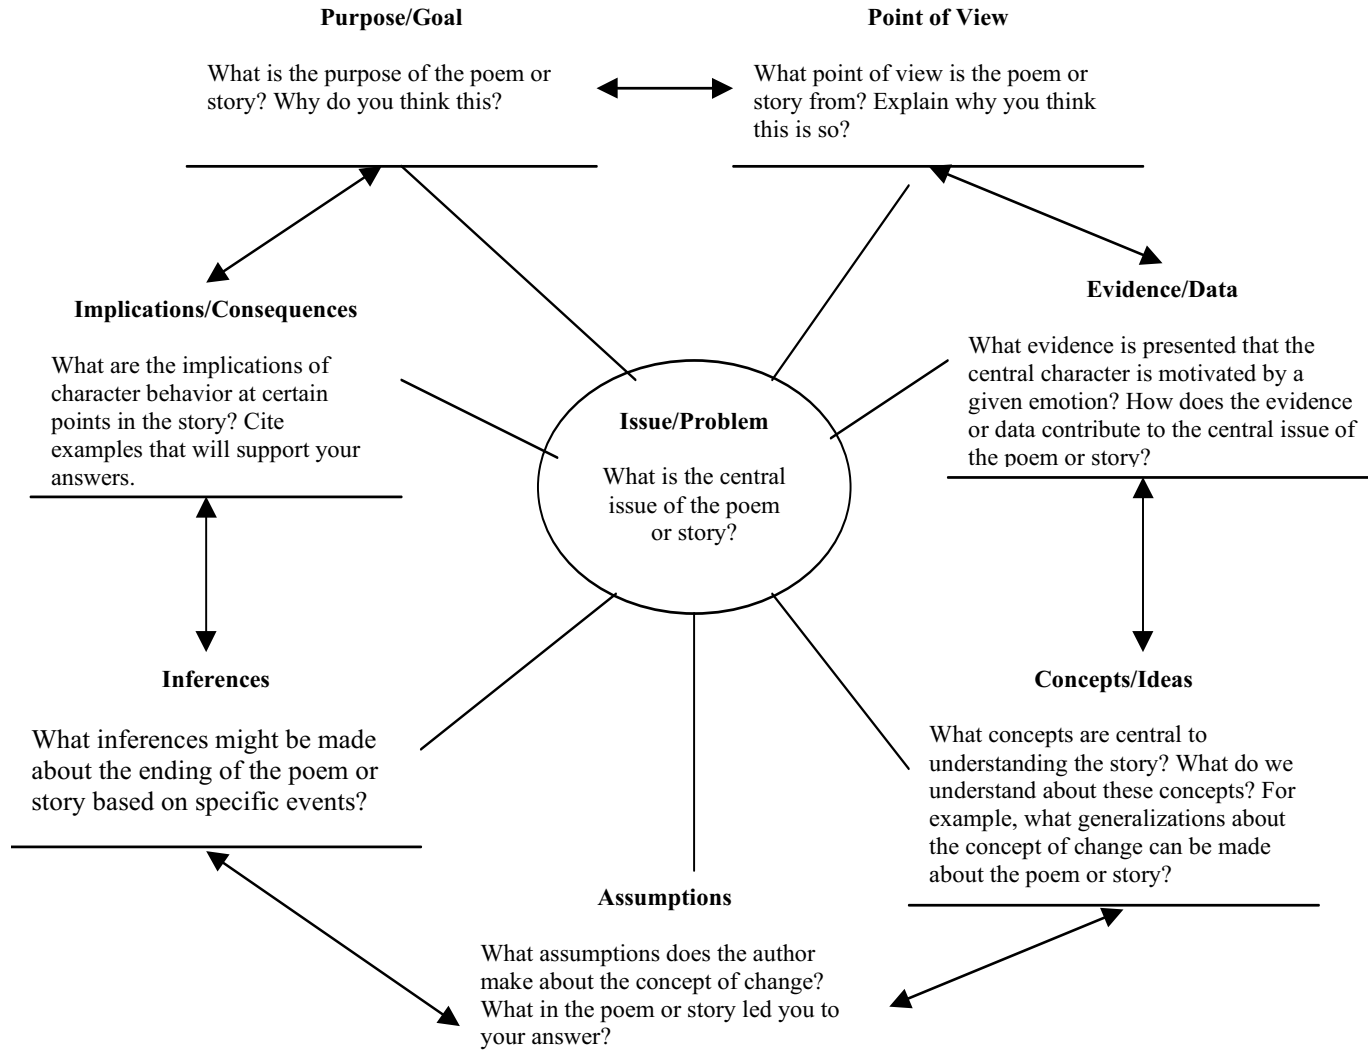 Purpose/Goal
What is the purpose of the poem or
story? Why do you think this?
Point of View
What point of view is the poem or
story from? Explain why you think
this is so?
Implications/Consequences
What are the implications of
character behavior at certain
points in the story? Cite
examples that will support your
answers.
Issue/Problem
What is the central
issue of the poem
or story?
Evidence/Data
What evidence is presented that the
central character is motivated by a
given emotion? How does the evidence
or data contribute to the central issue of
the poem or story?
Inferences
What inferences might be made
about the ending of the poem or
story based on specific events?
Concepts/Ideas
What concepts are central to
understanding the story? What do we
understand about these concepts? For
example, what generalizations about
the concept of change can be made
about the poem or story?
Assumptions
What assumptions does the author
make about the concept of change?
What in the poem or story led you to
your answer?